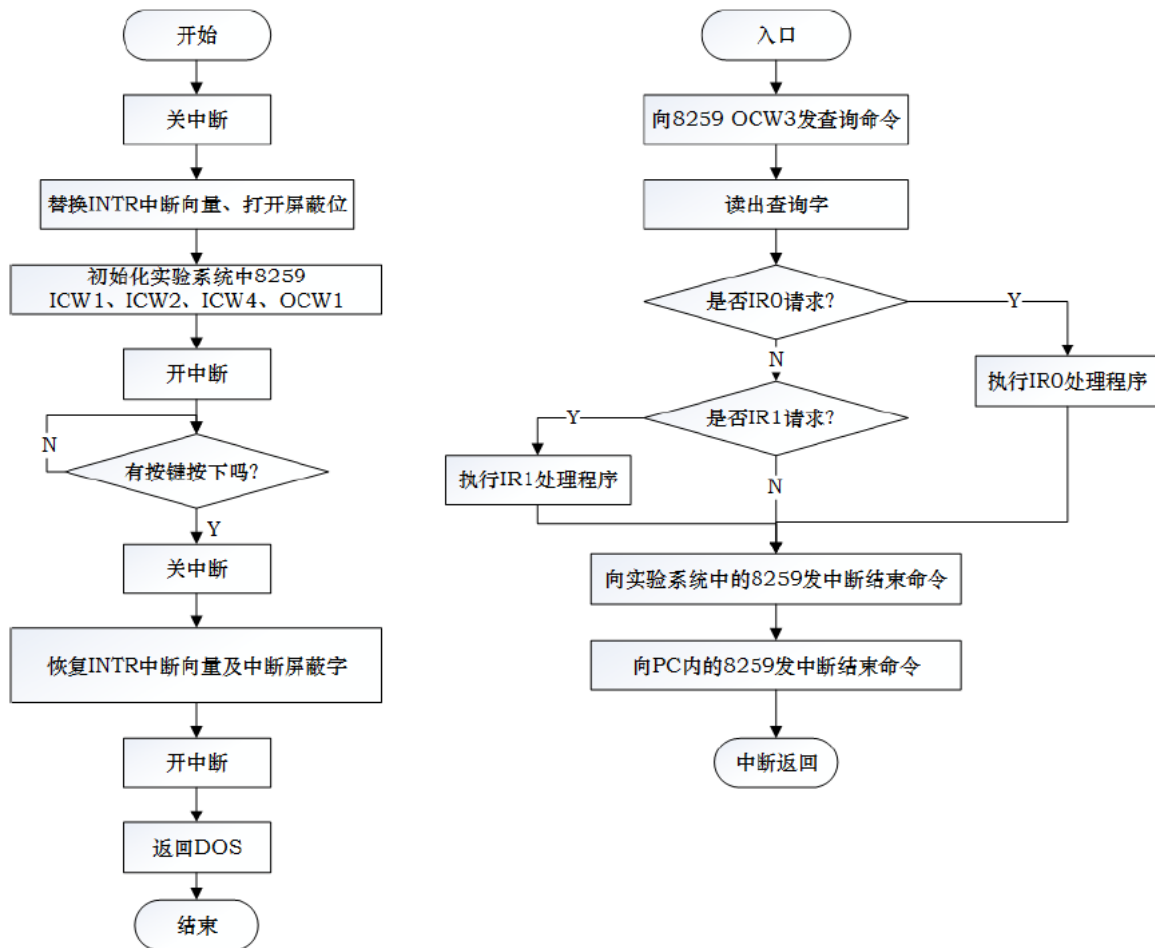 开始
关中断
替换INTR中断向量、打开屏蔽位
初始化实验系统中8259
ICW1、ICW2、ICW4、OCW1
开中断
N
有按键按下吗?
Y
关中断
恢复INTR中断向量及中断屏蔽字
开中断
返回DOS
结束
入口
向8259 OCW3发查询命令
读出查询字
是否IR0请求?
Y
N
执行IR0处理程序
是否IR1请求?
Y
执行IR1处理程序
N
向实验系统中的8259发中断结束命令
向PC内的8259发中断结束命令
中断返回